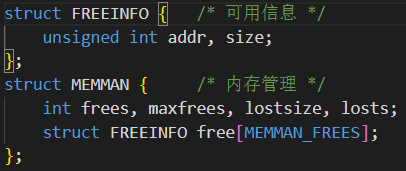 struct FREEINFO {    /* 可用信息 */
    unsigned int addr, size;
};
struct MEMMAN {    /* 内存管理 */
    int frees, maxfrees, lostsize, losts;
    struct FREEINFO free[MEMMAN_FREES];
};